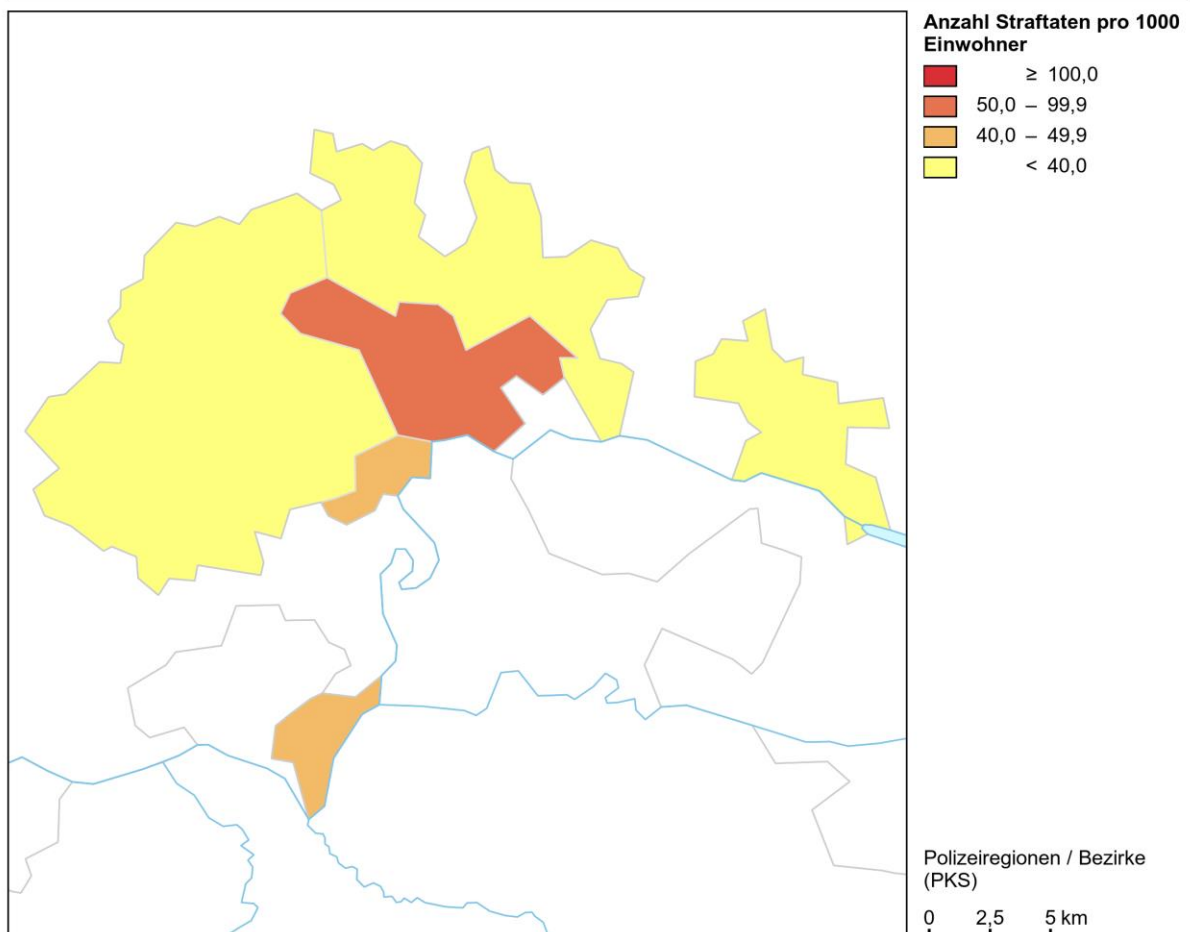 Anzahl Straftaten pro 1000
Einwohner
≥ 100,0
50,0 – 99,9
40,0 – 49,9
< 40,0
Polizeiregionen / Bezirke
(PKS)
0 2,5 5 km